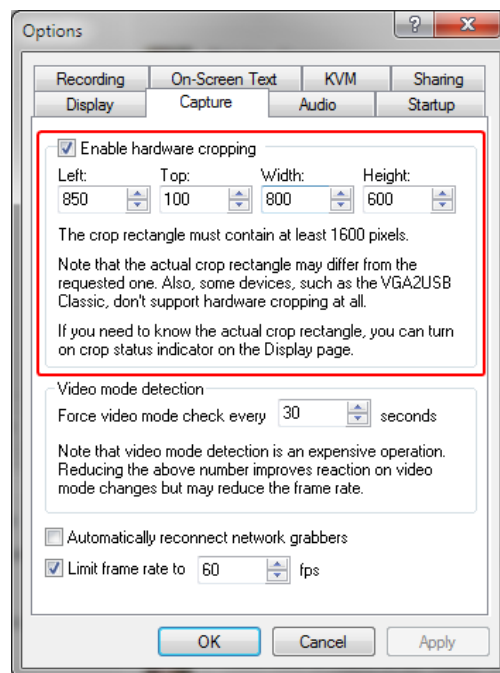 Options
Recording On-Screen Text KVM Sharing
Display Capture Audio Startup
Enable hardware cropping
Left: Top: Width: Height:
850 100 800 600
The crop rectangle must contain at least 1600 pixels.
Note that the actual crop rectangle may differ from the
requested one. Also, some devices, such as the VGA2USB
Classic, don't support hardware cropping at all.
If you need to know the actual crop rectangle, you can turn
on crop status indicator on the Display page.
Video mode detection
Force video mode check every 30 seconds
Note that video mode detection is an expensive operation.
Reducing the above number improves reaction on video
mode changes but may reduce the frame rate.
Automatically reconnect network grabbers
Limit frame rate to 60 fps
OK Cancel Apply